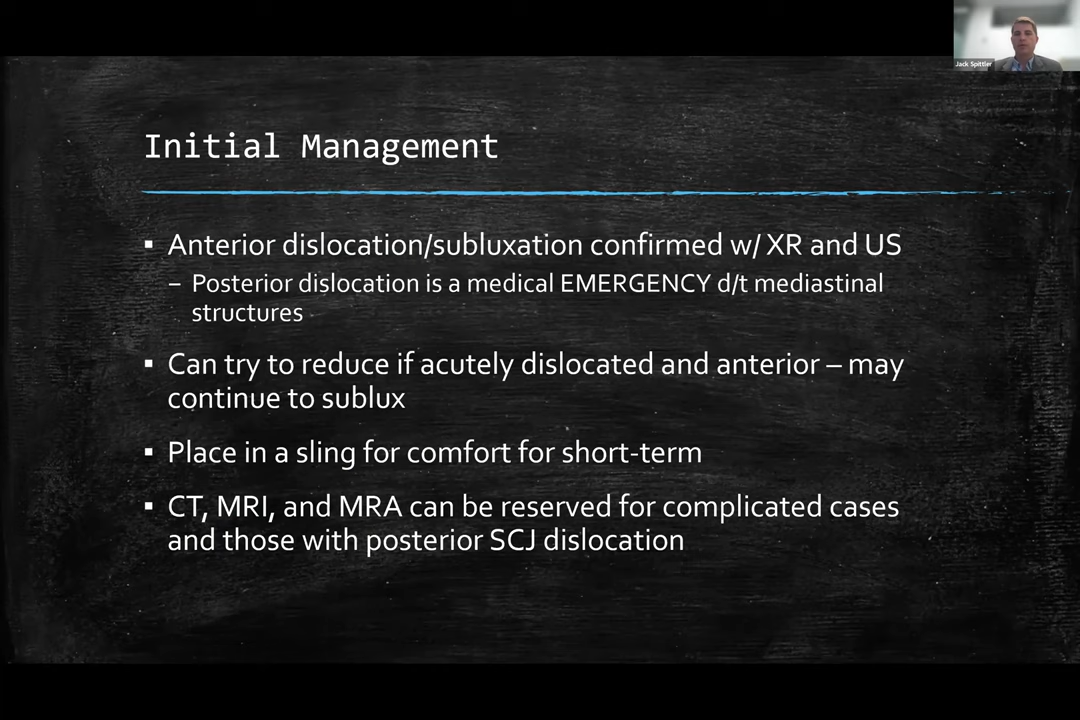 Jack Spittler
Initial Management
▪ Anterior dislocation/subluxation confirmed w/ XR and US
– Posterior dislocation is a medical EMERGENCY d/t mediastinal
structures
▪ Can try to reduce if acutely dislocated and anterior – may
continue to sublux
▪ Place in a sling for comfort for short-term
▪ CT, MRI, and MRA can be reserved for complicated cases
and those with posterior SCJ dislocation